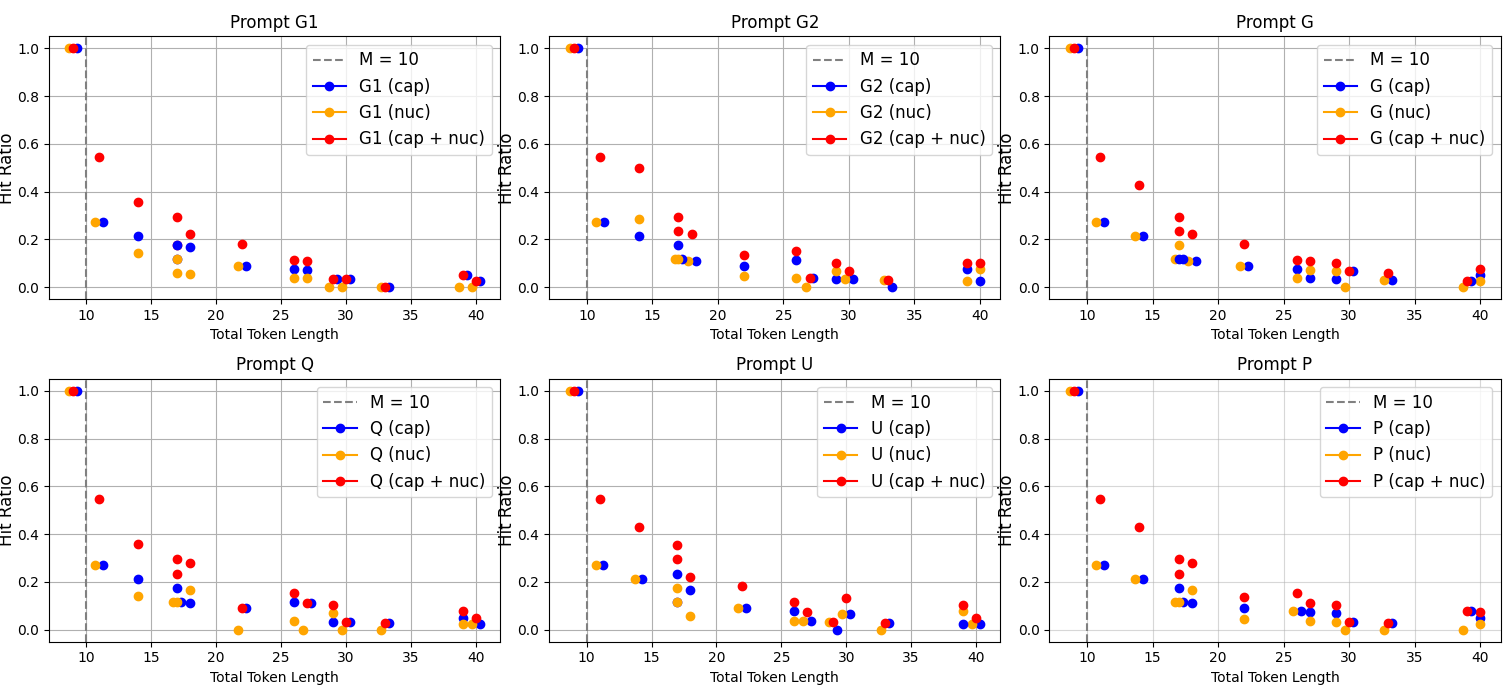 Prompt G1
Hit Ratio
1.0
0.8
0.6
0.4
0.2
0.0
M = 10
G1 (cap)
G1 (nuc)
G1 (cap + nuc)
10 15 20 25 30 35 40
Total Token Length
Prompt G2
Hit Ratio
1.0
0.8
0.6
0.4
0.2
0.0
M = 10
G2 (cap)
G2 (nuc)
G2 (cap + nuc)
10 15 20 25 30 35 40
Total Token Length
Prompt G
Hit Ratio
1.0
0.8
0.6
0.4
0.2
0.0
M = 10
G (cap)
G (nuc)
G (cap + nuc)
10 15 20 25 30 35 40
Total Token Length
Prompt Q
Hit Ratio
1.0
0.8
0.6
0.4
0.2
0.0
M = 10
Q (cap)
Q (nuc)
Q (cap + nuc)
10 15 20 25 30 35 40
Total Token Length
Prompt U
Hit Ratio
1.0
0.8
0.6
0.4
0.2
0.0
M = 10
U (cap)
U (nuc)
U (cap + nuc)
10 15 20 25 30 35 40
Total Token Length
Prompt P
Hit Ratio
1.0
0.8
0.6
0.4
0.2
0.0
M = 10
P (cap)
P (nuc)
P (cap + nuc)
10 15 20 25 30 35 40
Total Token Length